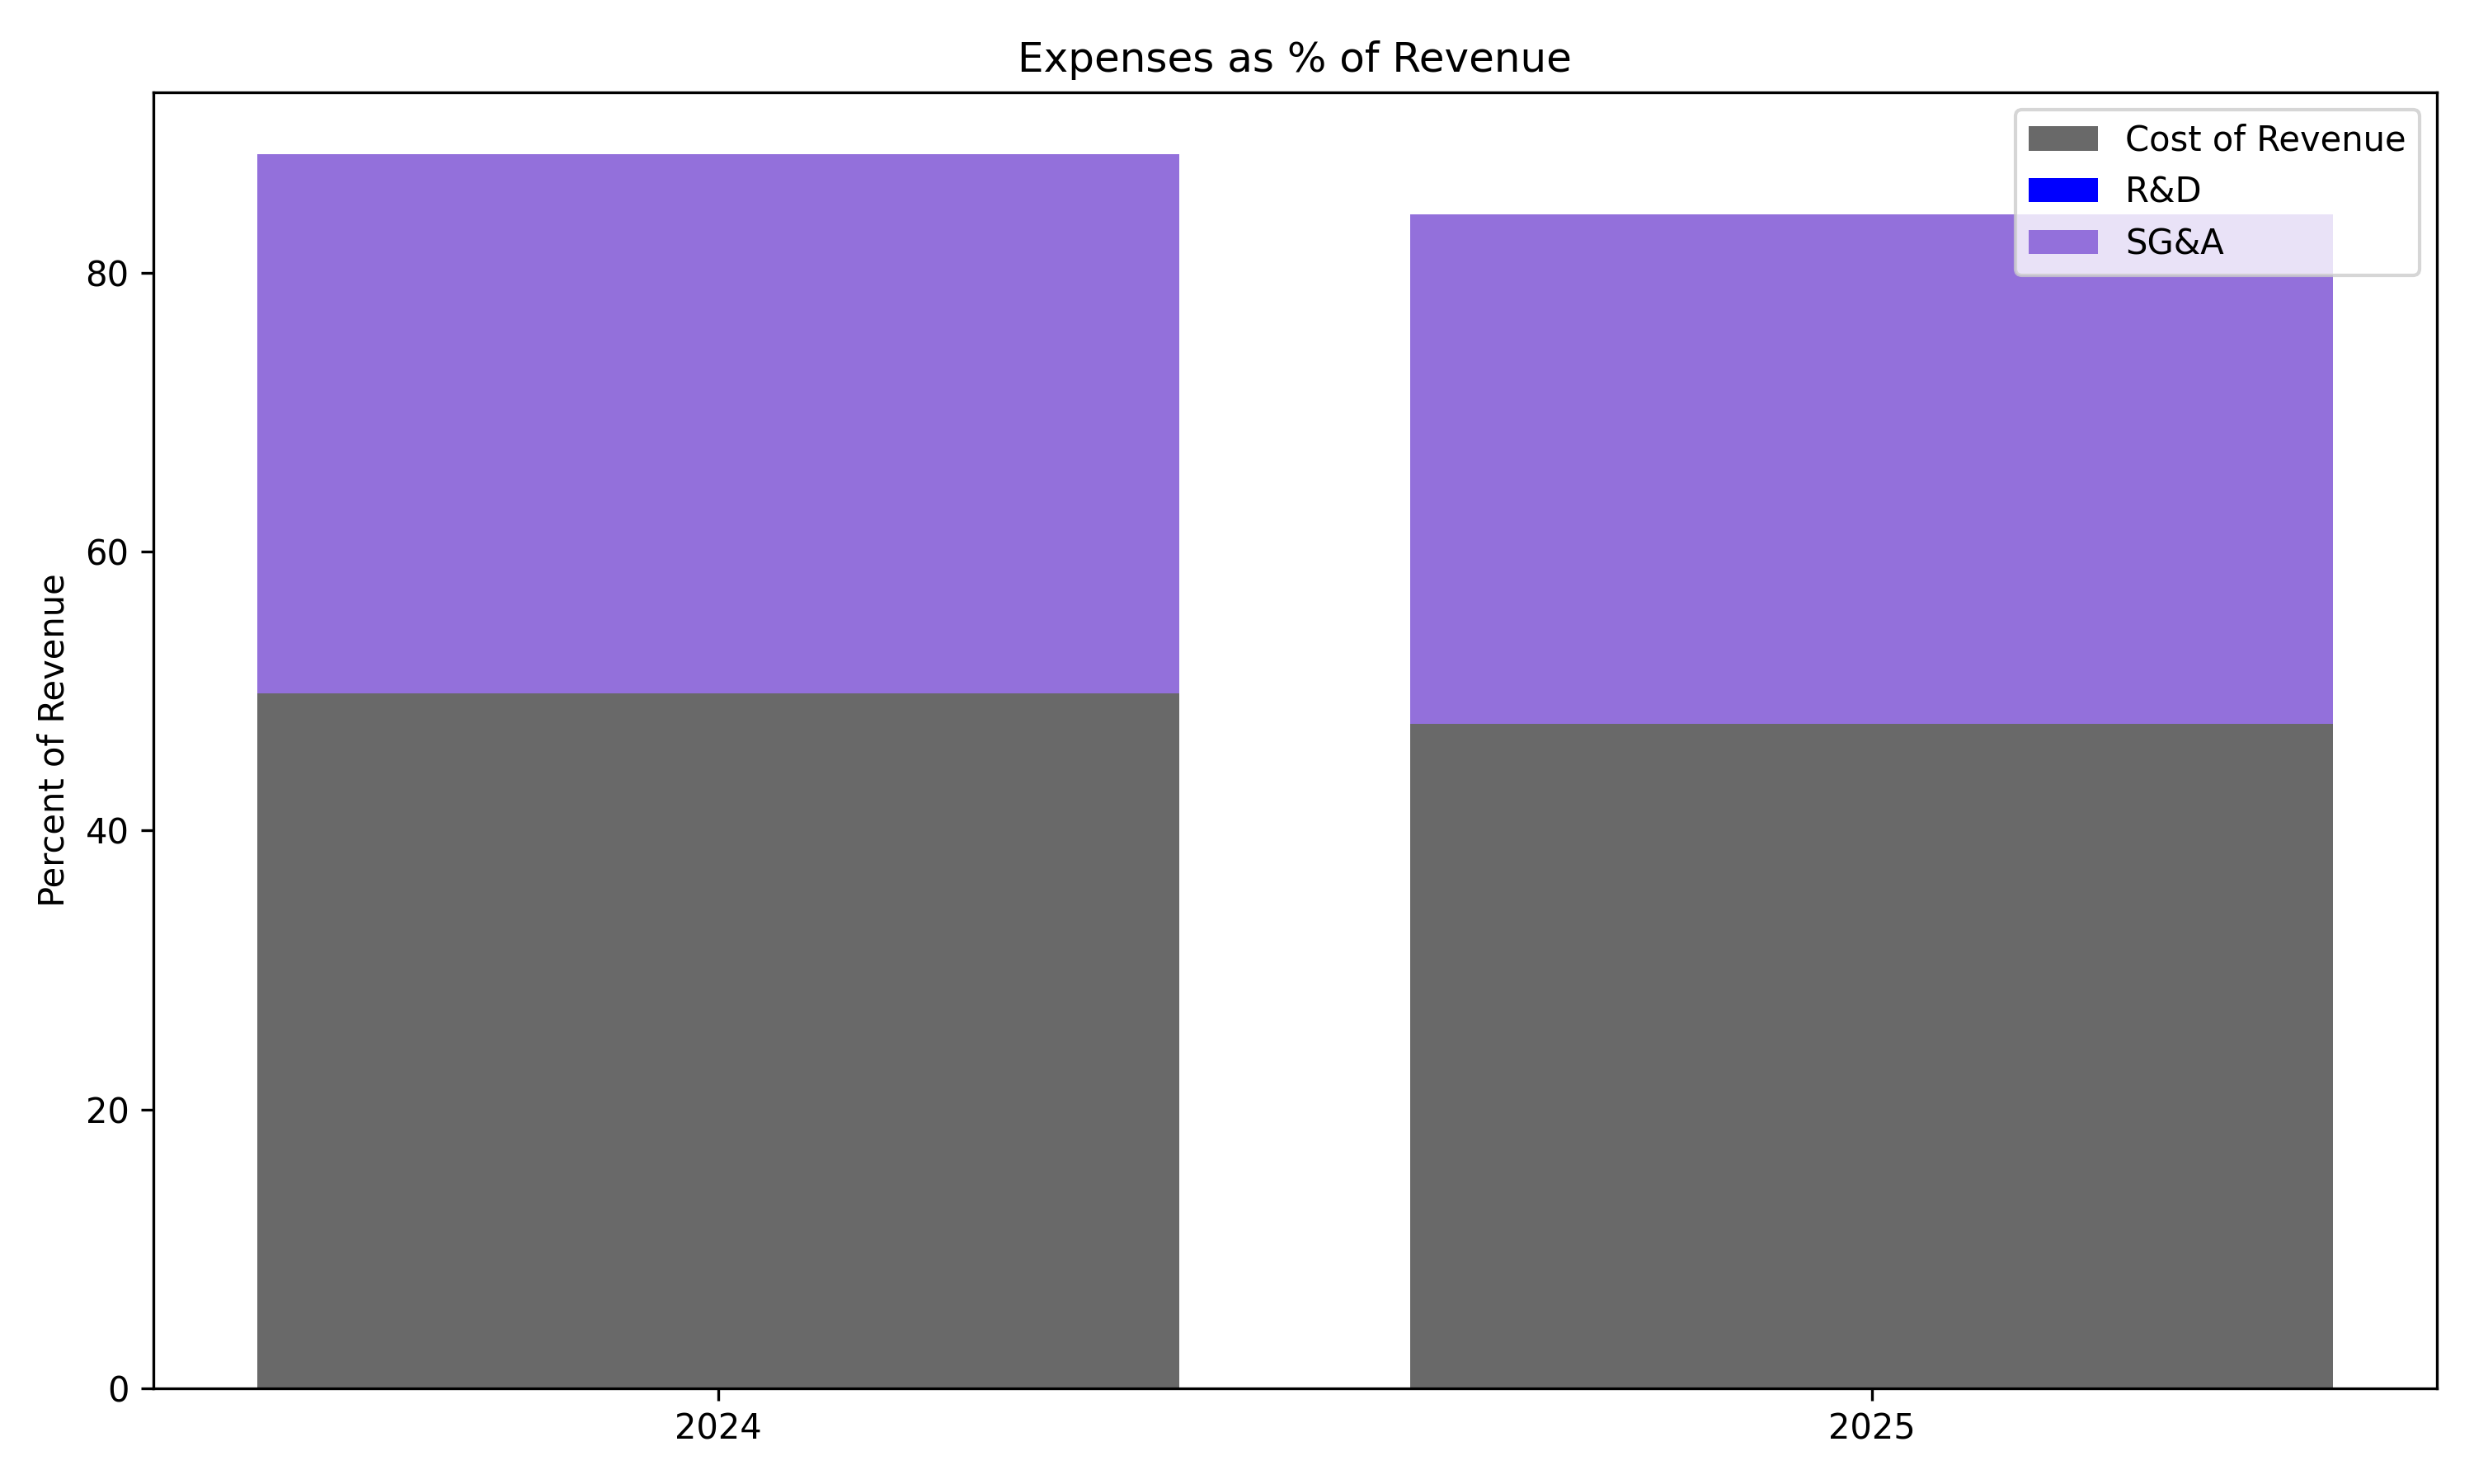 Expenses as % of Revenue
Cost of Revenue
R&D
SG&A
Percent of Revenue
80
60
40
20
0
2024
2025